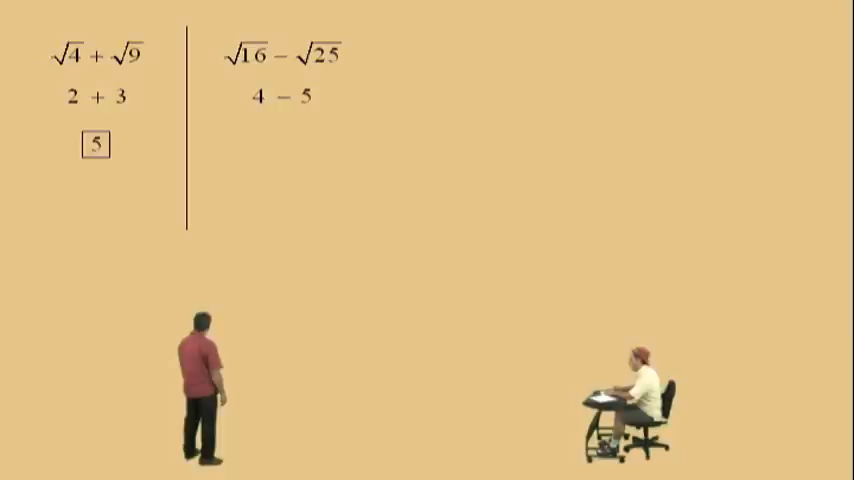 √4 + √9
2 + 3
5
√16 − √25
4 − 5